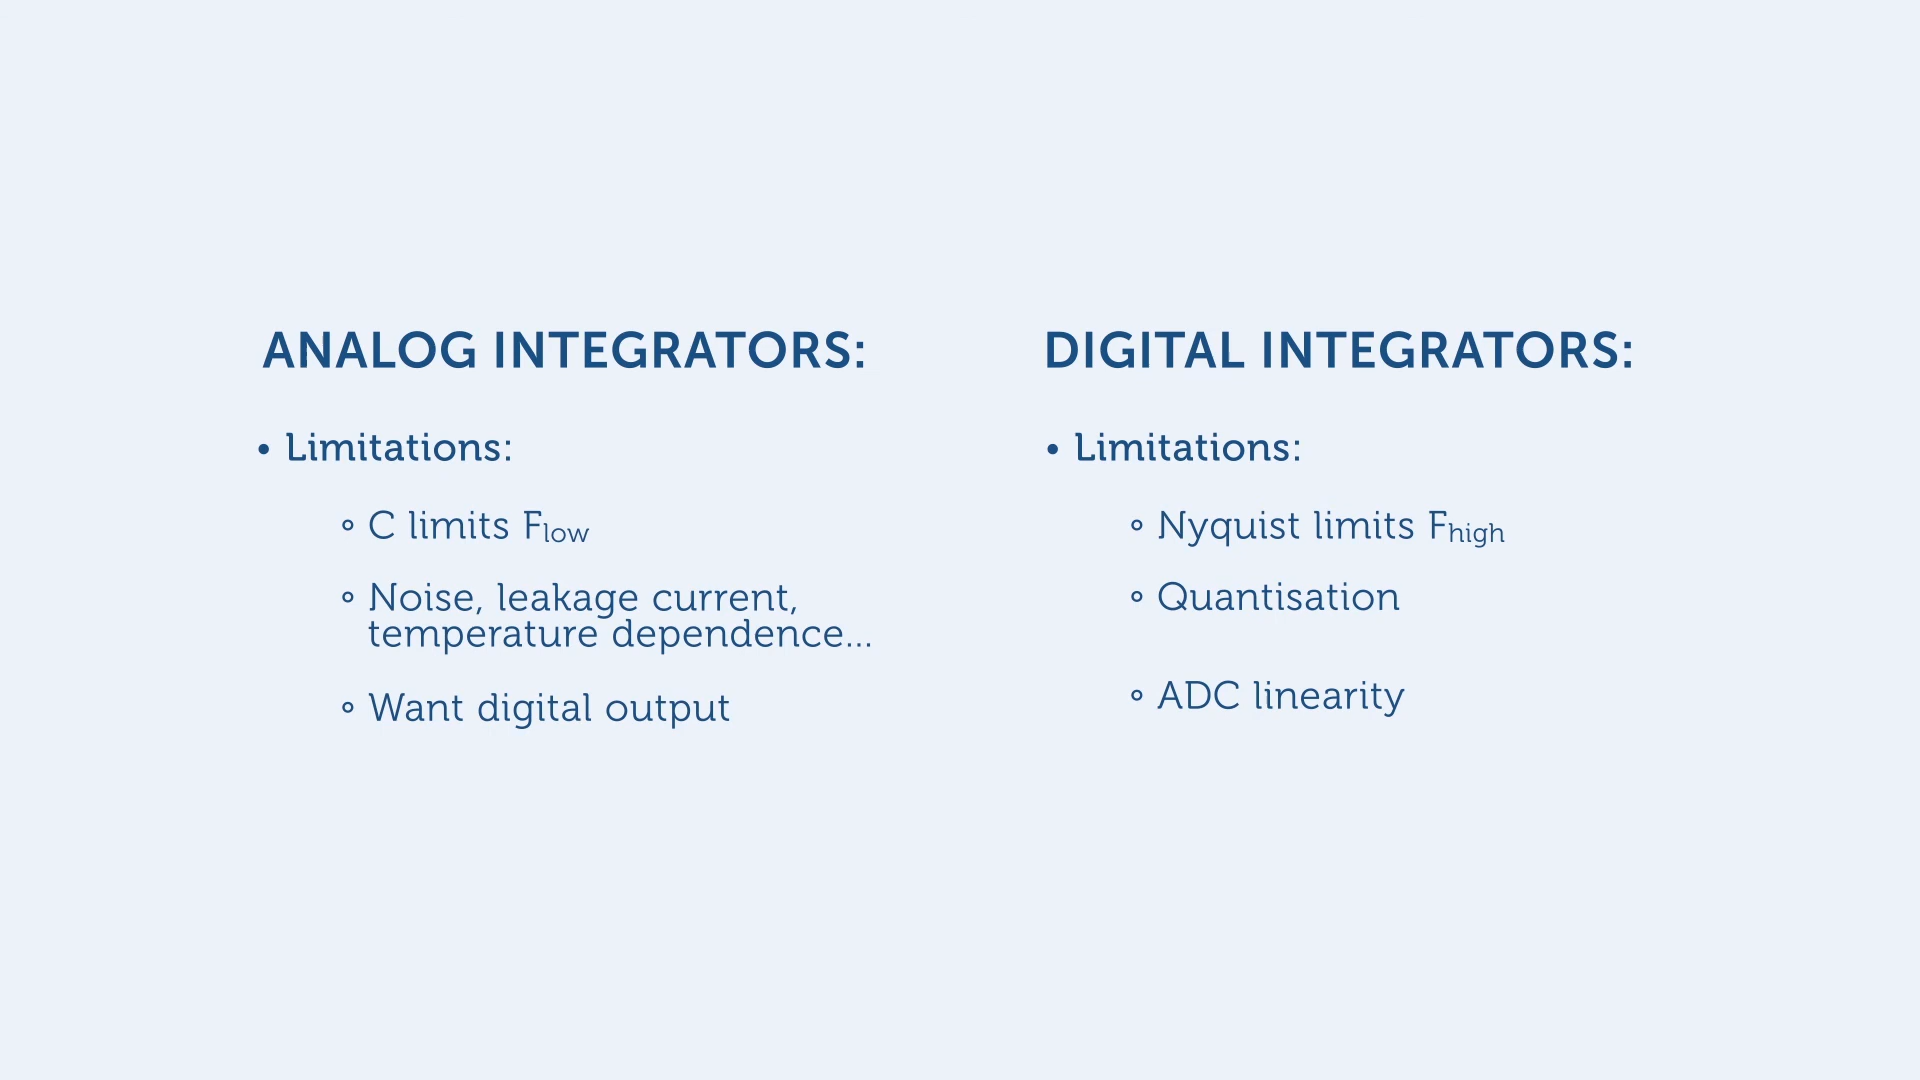 ANALOG INTEGRATORS:
• Limitations:
◦ C limits Flow
◦ Noise, leakage current,
temperature dependence...
◦ Want digital output
DIGITAL INTEGRATORS:
• Limitations:
◦ Nyquist limits Fhigh
◦ Quantisation
◦ ADC linearity